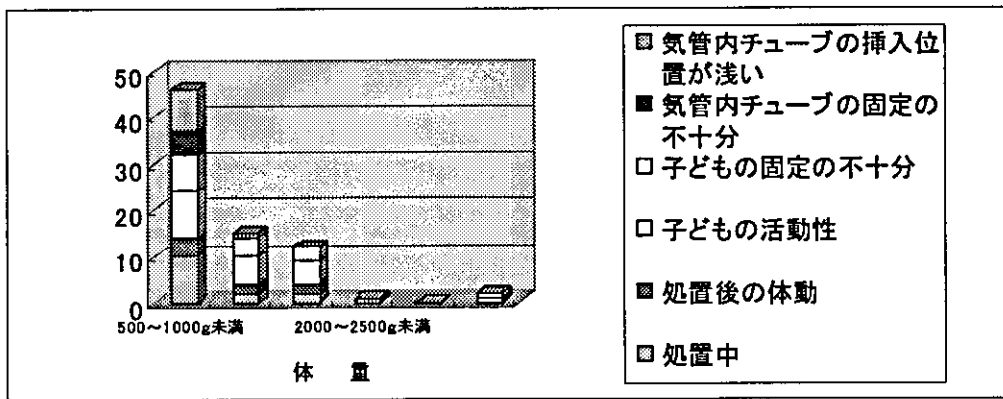 50
40
30
20
10
0
500～1000g未満
2000～2500g未満
体 重
気管内チューブの挿入位
置が浅い
気管内チューブの固定の
不十分
子どもの固定の不十分
子どもの活動性
処置後の体動
処置中